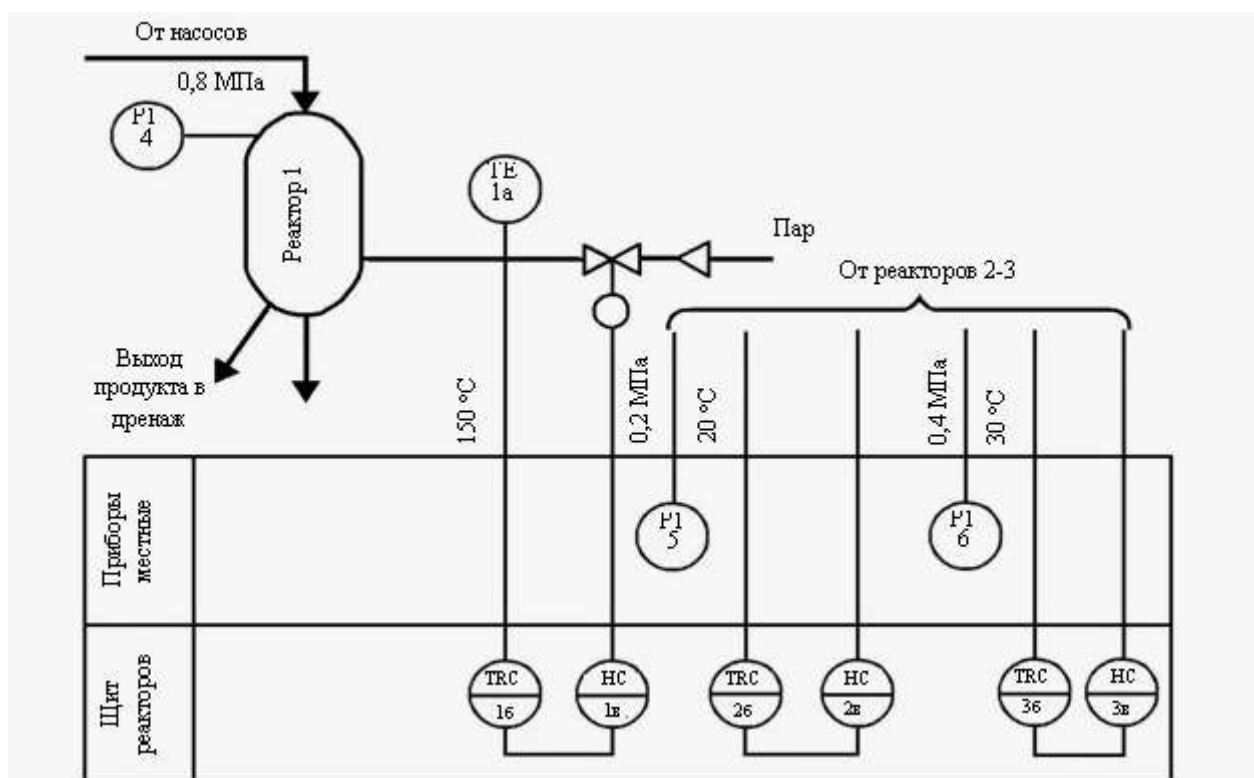 От насосов
0,8 МПа
PI
4
Реактор 1
TE
1а
Пар
От реакторов 2-3
Выход
продукта в
дренаж
150 °C
0,2 МПа
20 °C
0,4 МПа
30 °C
Приборы
местные
PI
5
PI
6
Щит
реакторов
TRC
1б
HC
1в
TRC
2б
HC
2в
TRC
3б
HC
3в